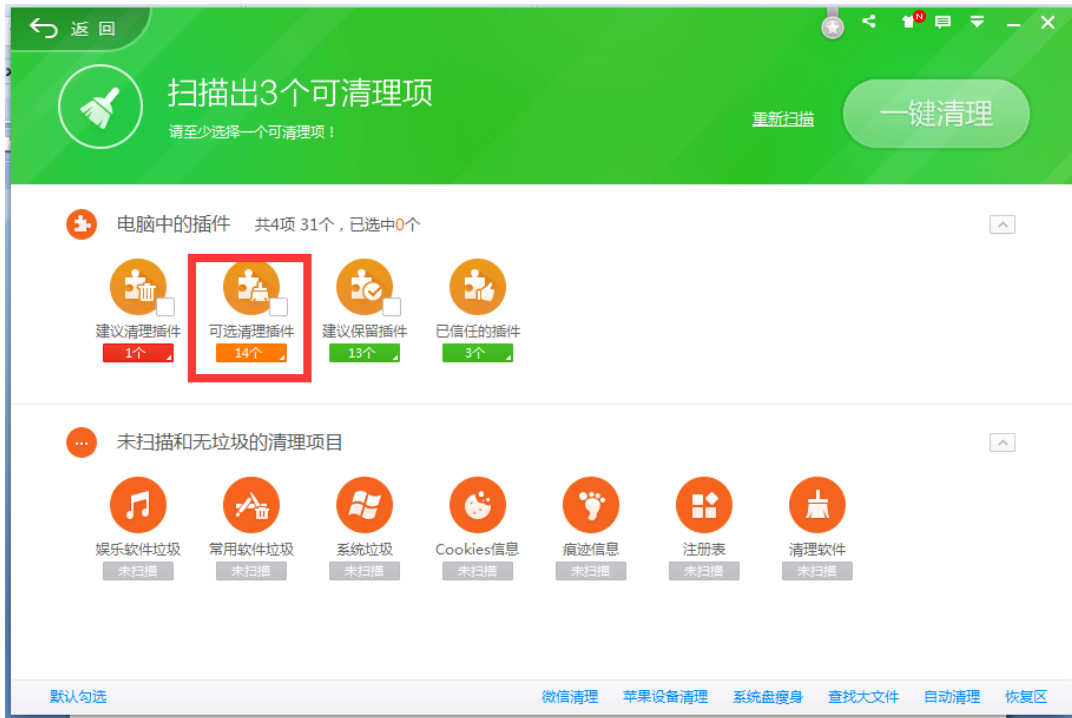 返回
N
扫描出3个可清理项
请至少选择一个可清理项！
重新扫描
一键清理
电脑中的插件 共4项 31个，已选中0个
建议清理插件 可选清理插件 建议保留插件 已信任的插件
1个 14个 13个 3个
未扫描和无垃圾的清理项目
娱乐软件垃圾 常用软件垃圾 系统垃圾 Cookies信息 痕迹信息 注册表 清理软件
未扫描 未扫描 未扫描 未扫描 未扫描 未扫描 未扫描
默认勾选 微信清理 苹果设备清理 系统盘瘦身 查找大文件 自动清理 恢复区